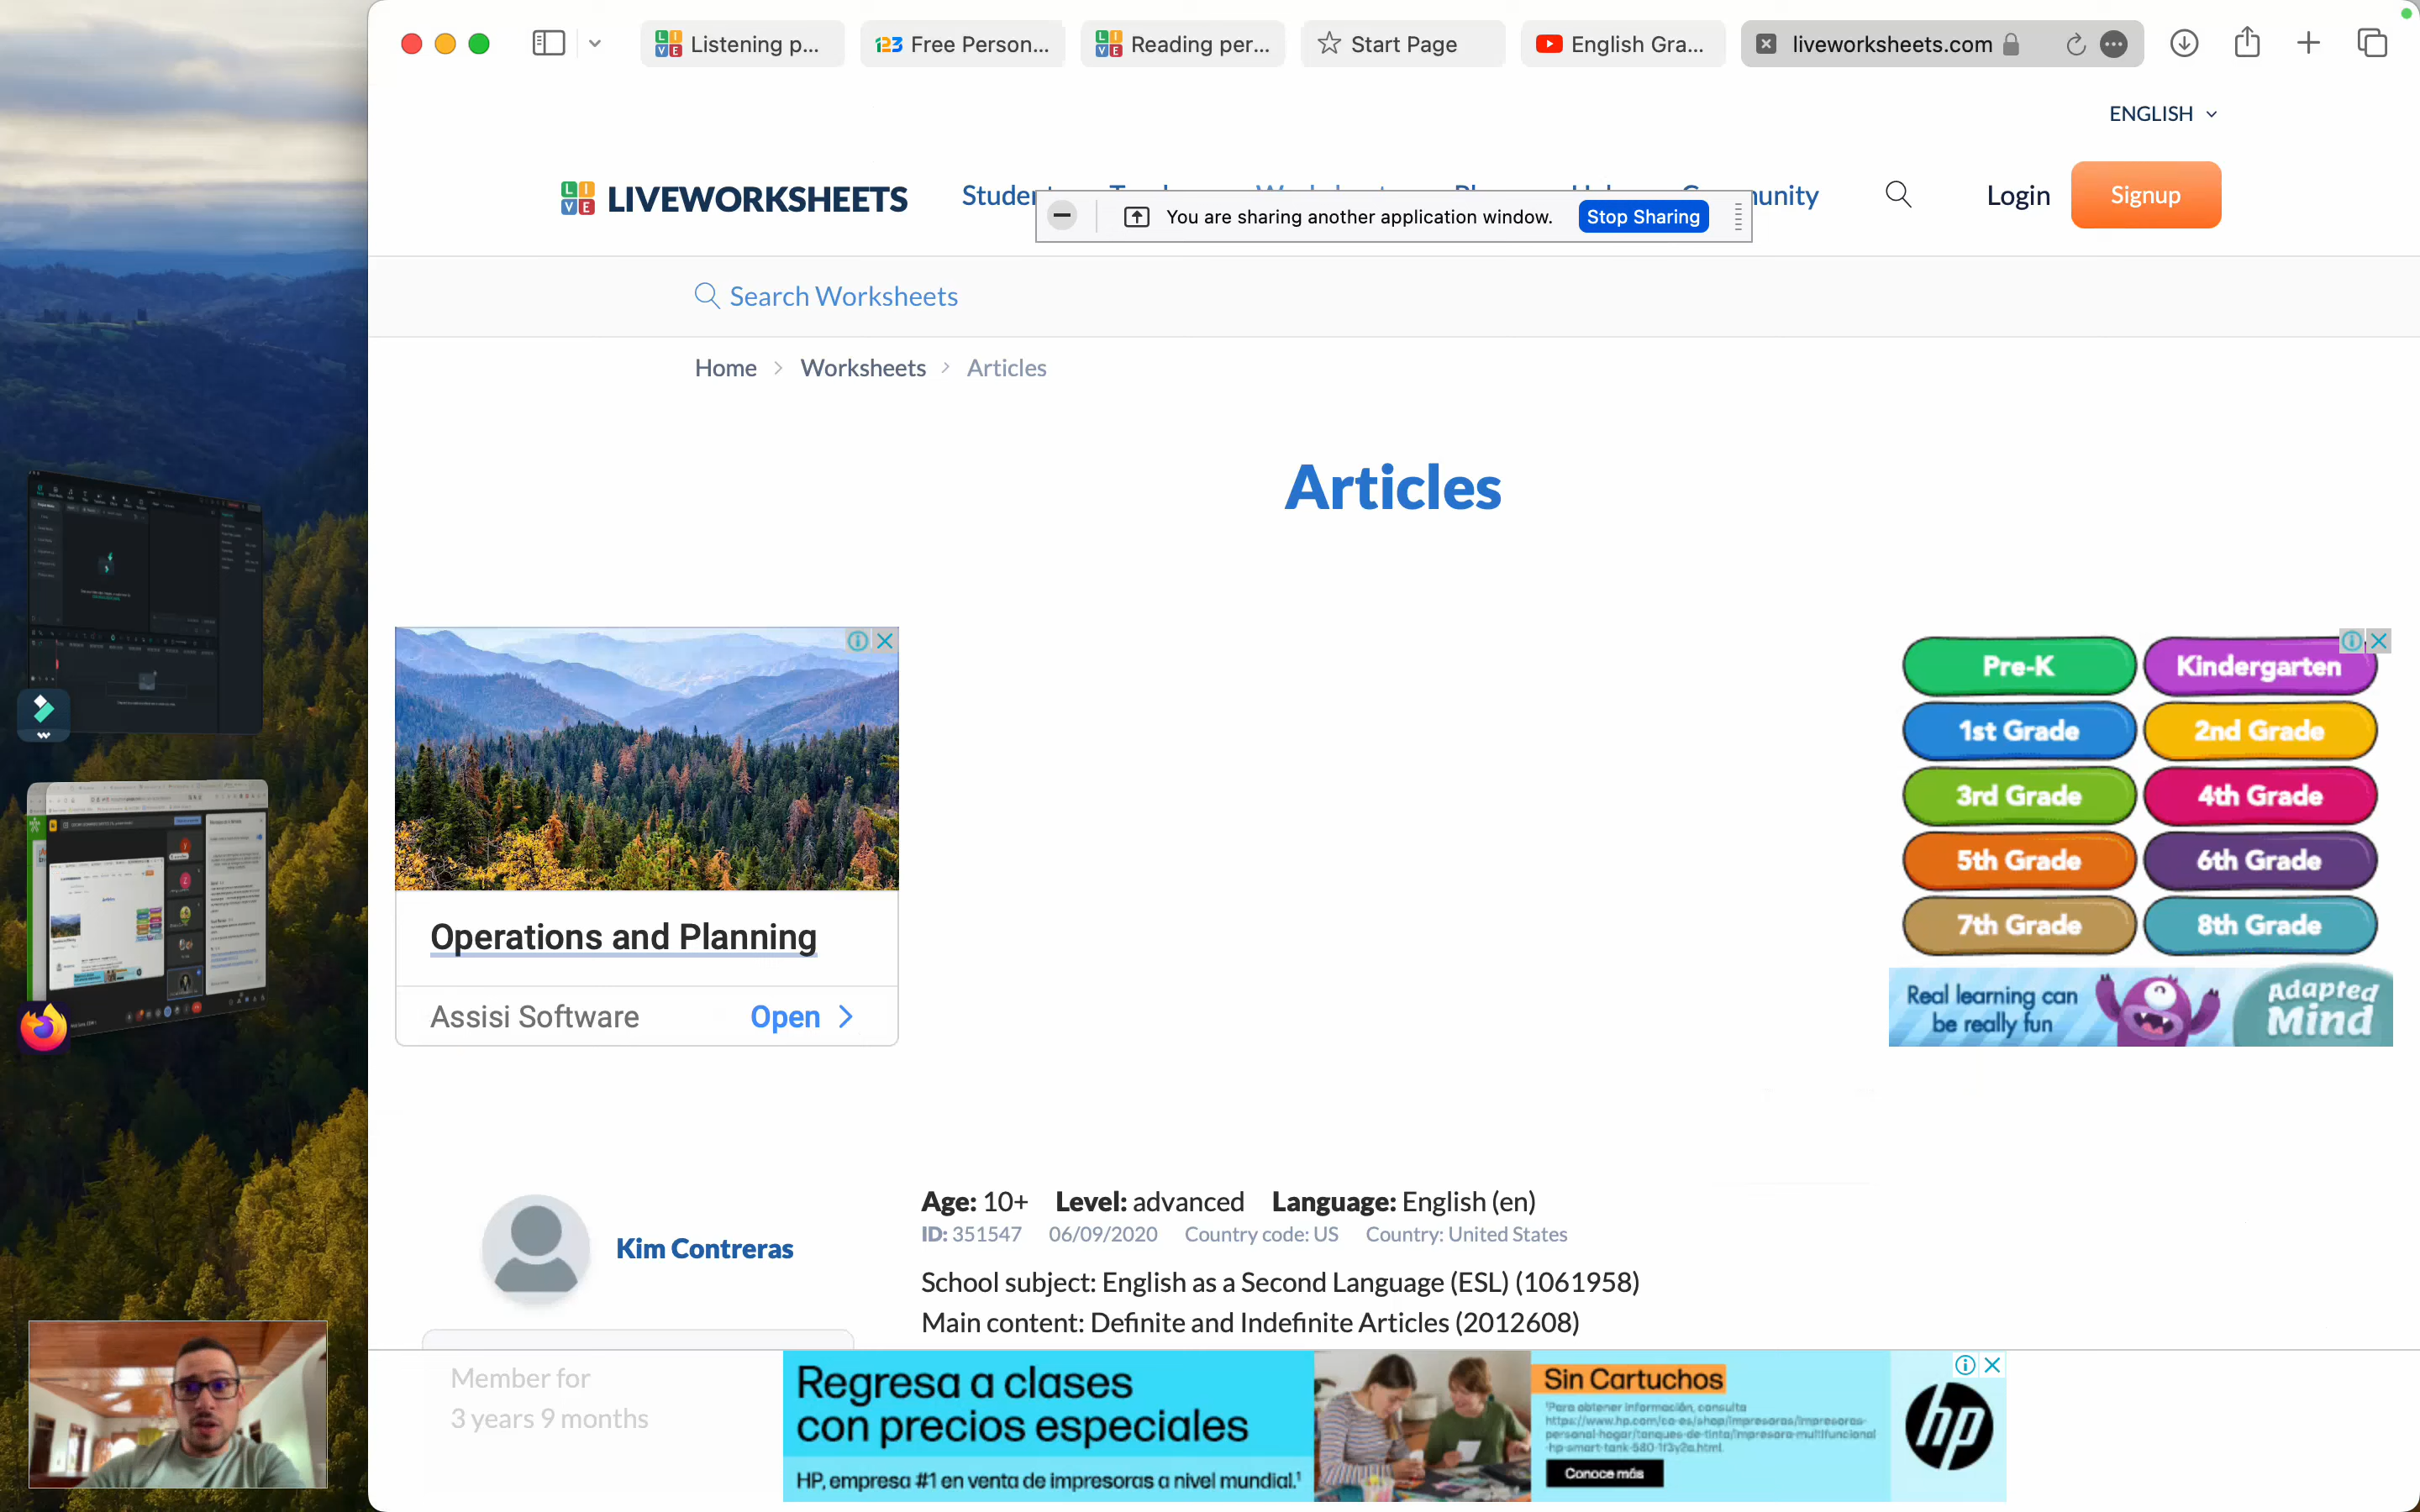 Listening p...
Free Person...
Reading per...
Start Page
English Gra...
liveworksheets.com
ENGLISH
LIVEWORKSHEETS
Login
Signup
You are sharing another application window.
Stop Sharing
Search Worksheets
Home > Worksheets > Articles
Articles
Operations and Planning
Assisi Software
Open
Pre-K
Kindergarten
1st Grade
2nd Grade
3rd Grade
4th Grade
5th Grade
6th Grade
7th Grade
8th Grade
Real learning can
be really fun
Adapted
Mind
Kim Contreras
Member for
3 years 9 months
Age: 10+ Level: advanced Language: English (en)
ID: 351547 06/09/2020 Country code: US Country: United States
School subject: English as a Second Language (ESL) (1061958)
Main content: Definite and Indefinite Articles (2012608)
Regresa a clases
con precios especiales
HP, empresa #1 en venta de impresoras a nivel mundial.¹
Sin Cartuchos
¹Para obtener información, consulta
Conoce más
hp